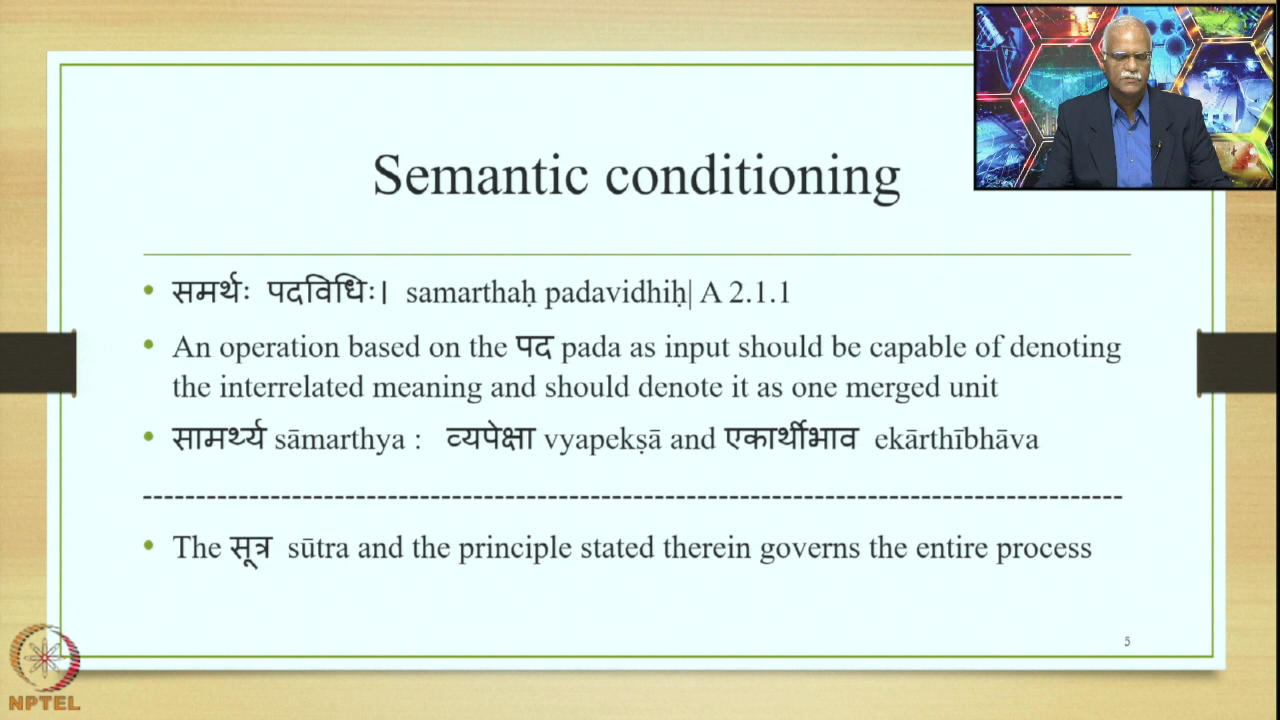 Semantic conditioning
• समर्थः पदविधिः। samarthaḥ padavidhiḥ| A 2.1.1
• An operation based on the पद pada as input should be capable of denoting
the interrelated meaning and should denote it as one merged unit
• सामर्थ्य sāmarthya : व्यपेक्षा vyapekṣā and एकार्थीभाव ekārthībhāva
---------------------------------------------------------------------------------------------
• The सूत्र sūtra and the principle stated therein governs the entire process
5
NPTEL